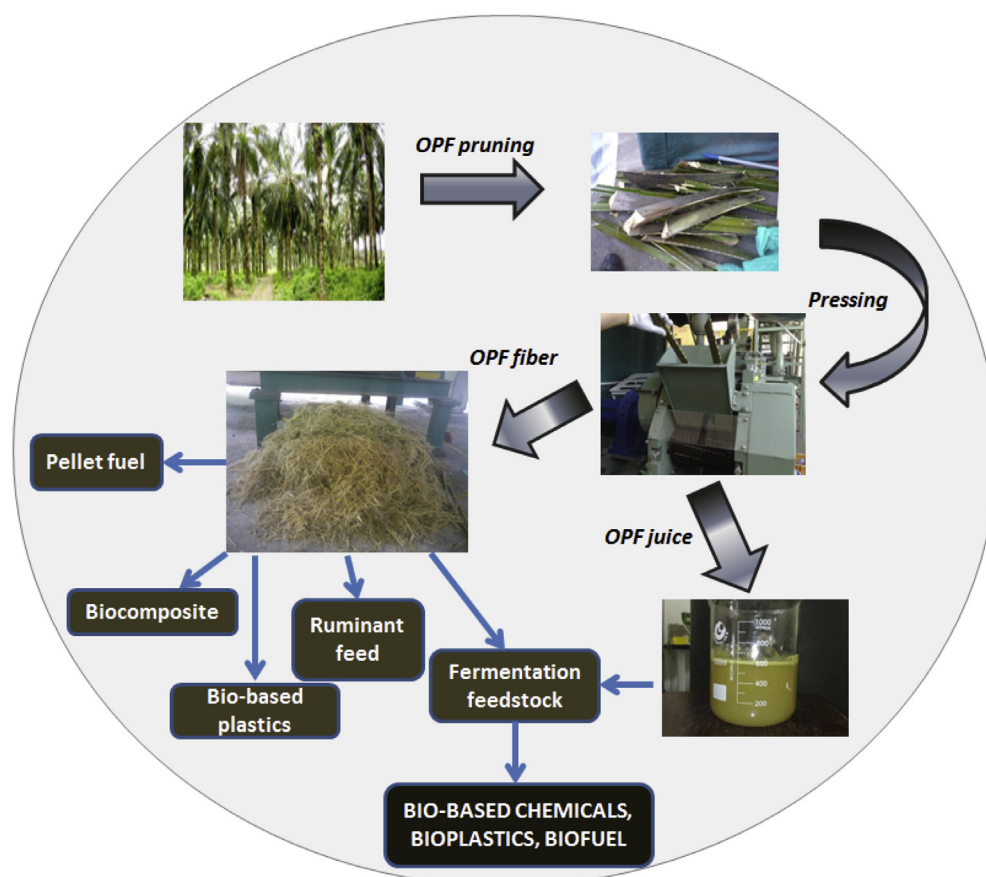 OPF pruning
Pressing
OPF fiber
Pellet fuel
OPF juice
Biocomposite
Ruminant
feed
Bio-based
plastics
Fermentation
feedstock
1000
800
600
400
200
BIO-BASED CHEMICALS,
BIOPLASTICS, BIOFUEL